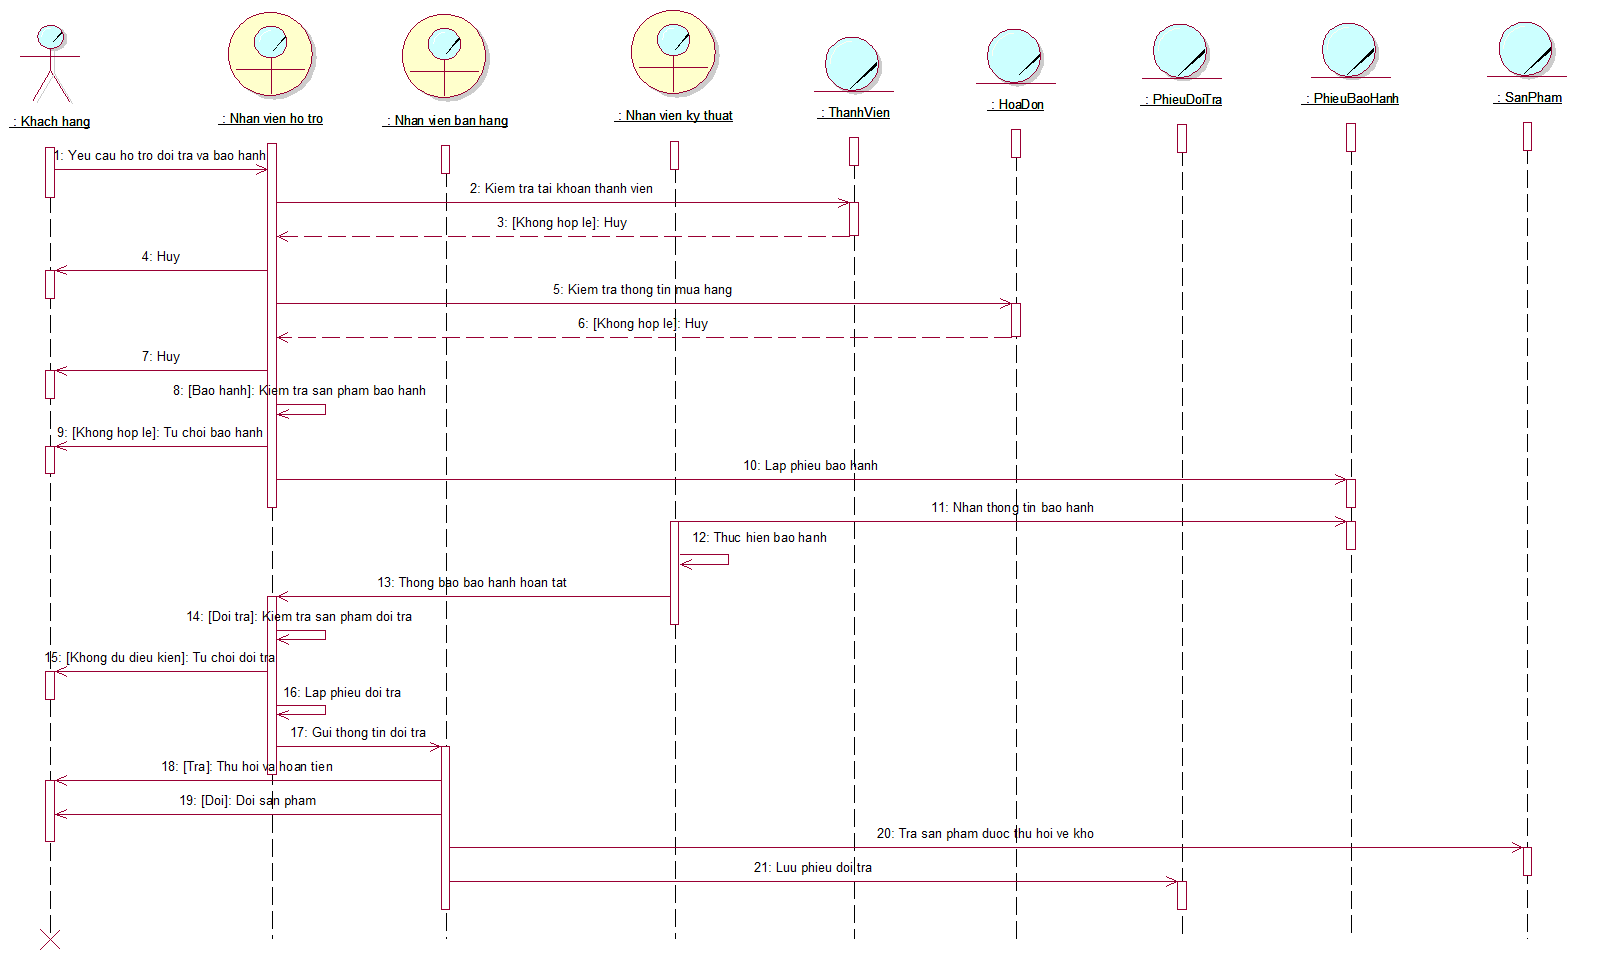 : Khach hang
: Nhan vien ho tro
: Nhan vien ban hang
: Nhan vien ky thuat
: ThanhVien
: HoaDon
: PhieuDoiTra
: PhieuBaoHanh
: SanPham
1: Yeu cau ho tro doi tra va bao hanh
2: Kiem tra tai khoan thanh vien
3: [Khong hop le]: Huy
4: Huy
5: Kiem tra thong tin mua hang
6: [Khong hop le]: Huy
7: Huy
8: [Bao hanh]: Kiem tra san pham bao hanh
9: [Khong hop le]: Tu choi bao hanh
10: Lap phieu bao hanh
11: Nhan thong tin bao hanh
12: Thuc hien bao hanh
13: Thong bao bao hanh hoan tat
14: [Doi tra]: Kiem tra san pham doi tra
15: [Khong du dieu kien]: Tu choi doi tra
16: Lap phieu doi tra
17: Gui thong tin doi tra
18: [Tra]: Thu hoi va hoan tien
19: [Doi]: Doi san pham
20: Tra san pham duoc thu hoi ve kho
21: Luu phieu doi tra